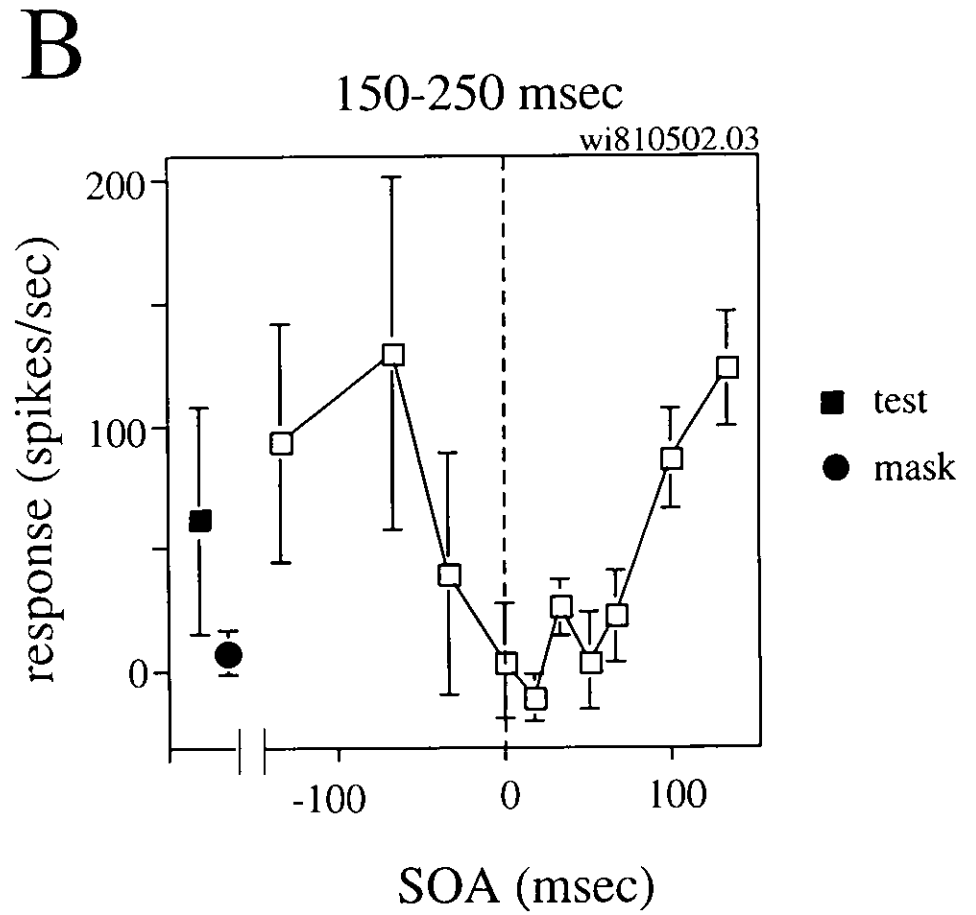 B
150-250 msec
wi810502.03
200
100
0
response (spikes/sec)
-100 0 100
SOA (msec)
test
mask